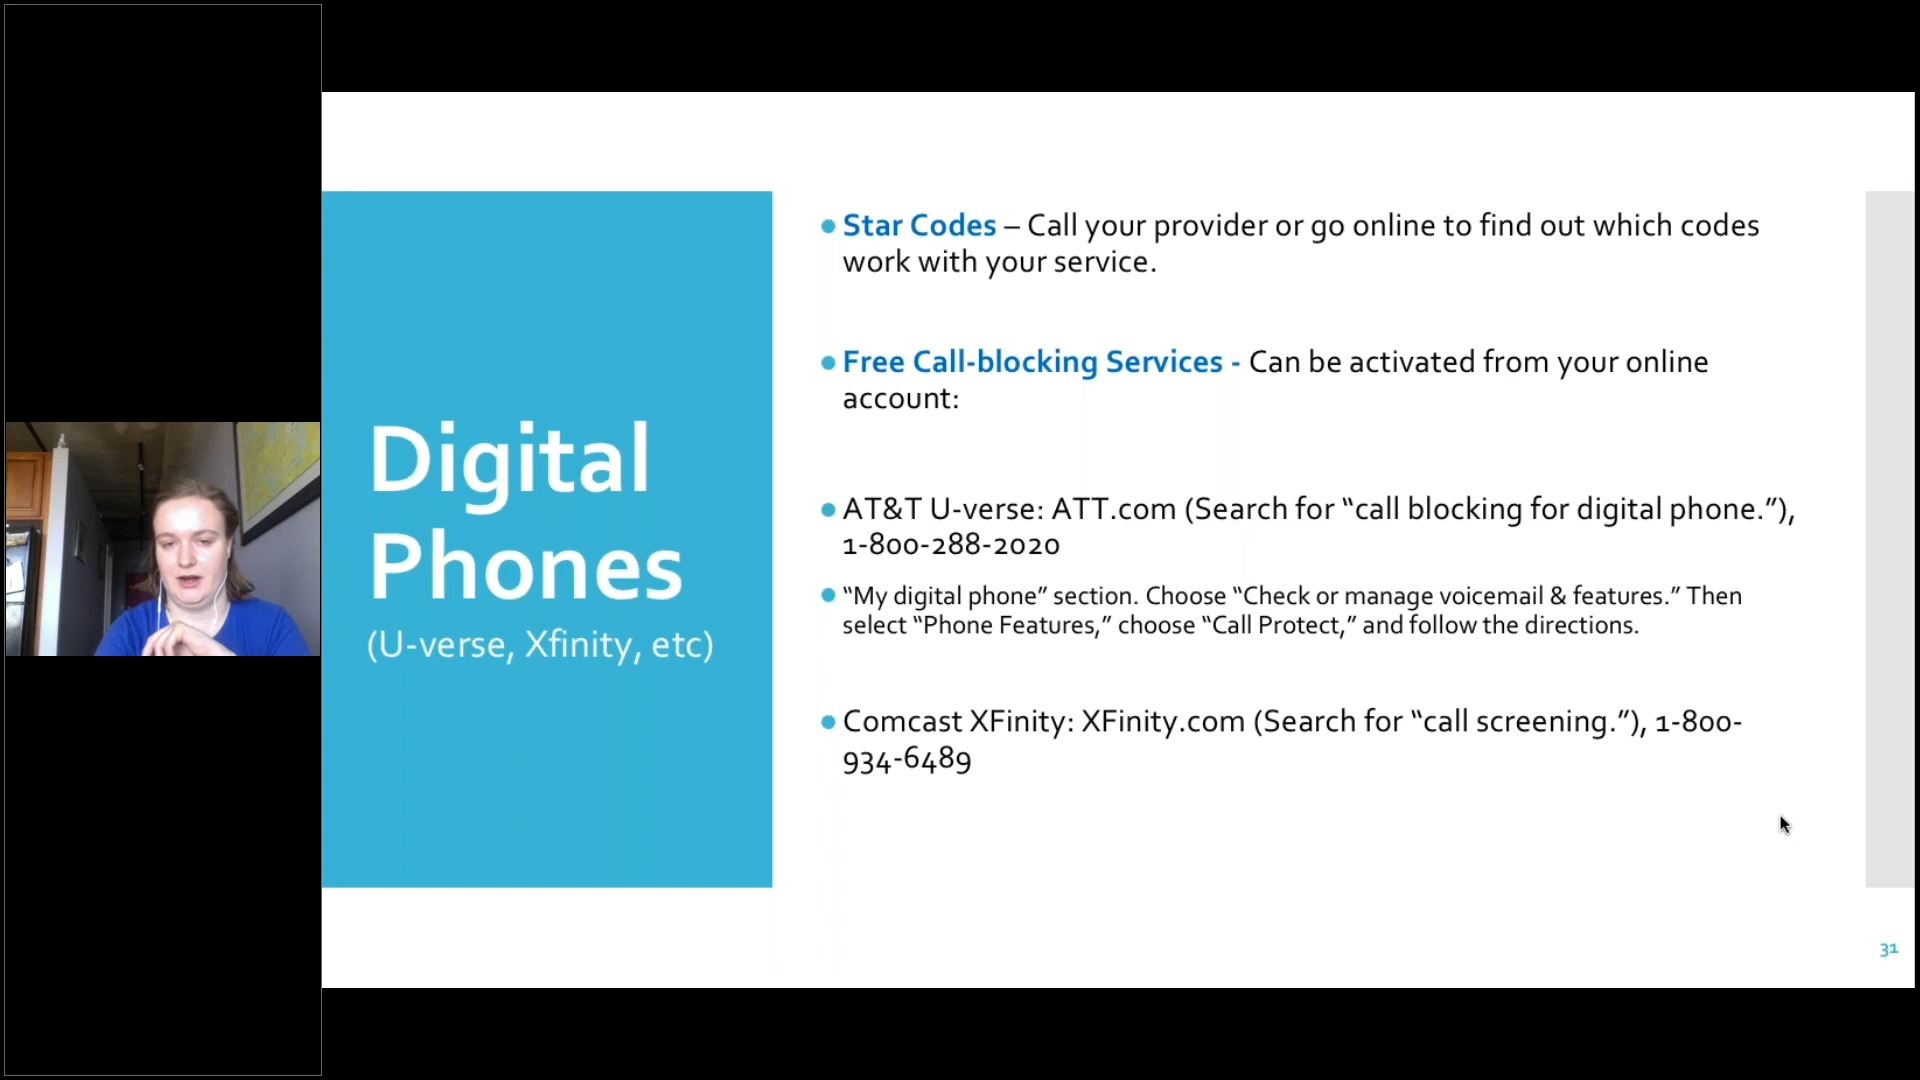 Digital
Phones
(U-verse, Xfinity, etc)
Star Codes – Call your provider or go online to find out which codes
work with your service.
Free Call-blocking Services - Can be activated from your online
account:
AT&T U-verse: ATT.com (Search for “call blocking for digital phone.”),
1-800-288-2020
“My digital phone” section. Choose “Check or manage voicemail & features.” Then
select “Phone Features,” choose “Call Protect,” and follow the directions.
Comcast XFinity: XFinity.com (Search for “call screening.”), 1-800-
934-6489
31